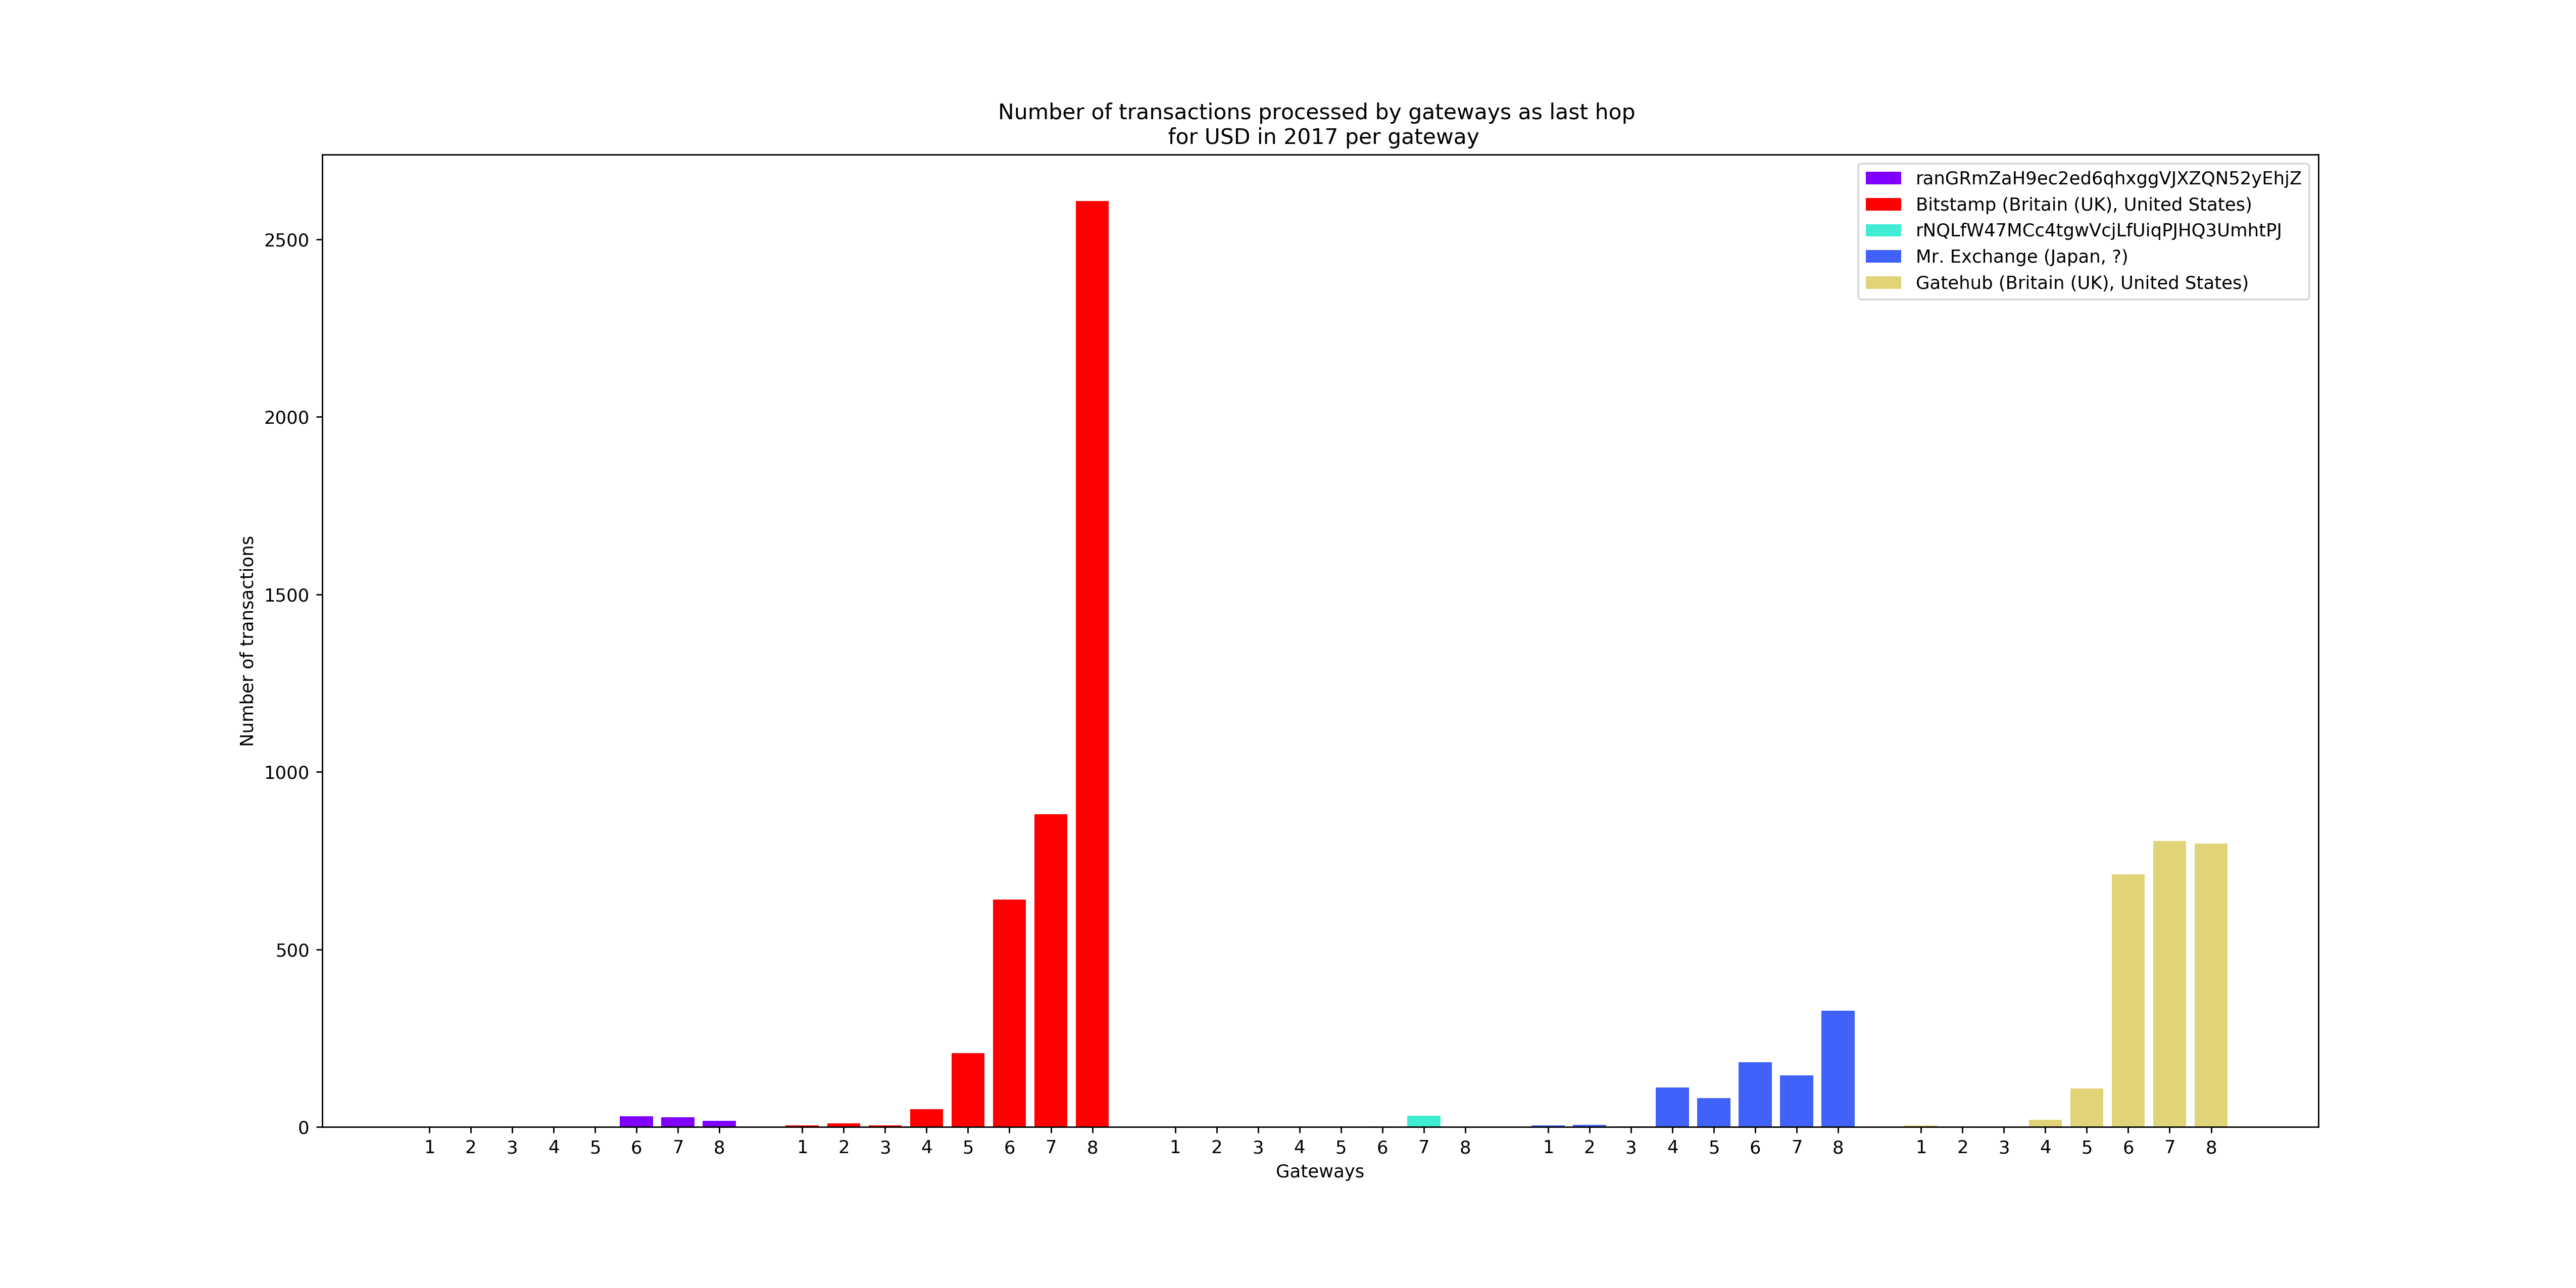 Number of transactions processed by gateways as last hop
for USD in 2017 per gateway
ranGRmZaH9ec2ed6qhxggVJXZQN52yEhjZ
Bitstamp (Britain (UK), United States)
rNQLfW47MCc4tgwVcjLfUiqPJHQ3UmhtPJ
Mr. Exchange (Japan, ?)
Gatehub (Britain (UK), United States)
Number of transactions
2500
2000
1500
1000
500
0
1 2 3 4 5 6 7 8 1 2 3 4 5 6 7 8 1 2 3 4 5 6 7 8 1 2 3 4 5 6 7 8 1 2 3 4 5 6 7 8
Gateways